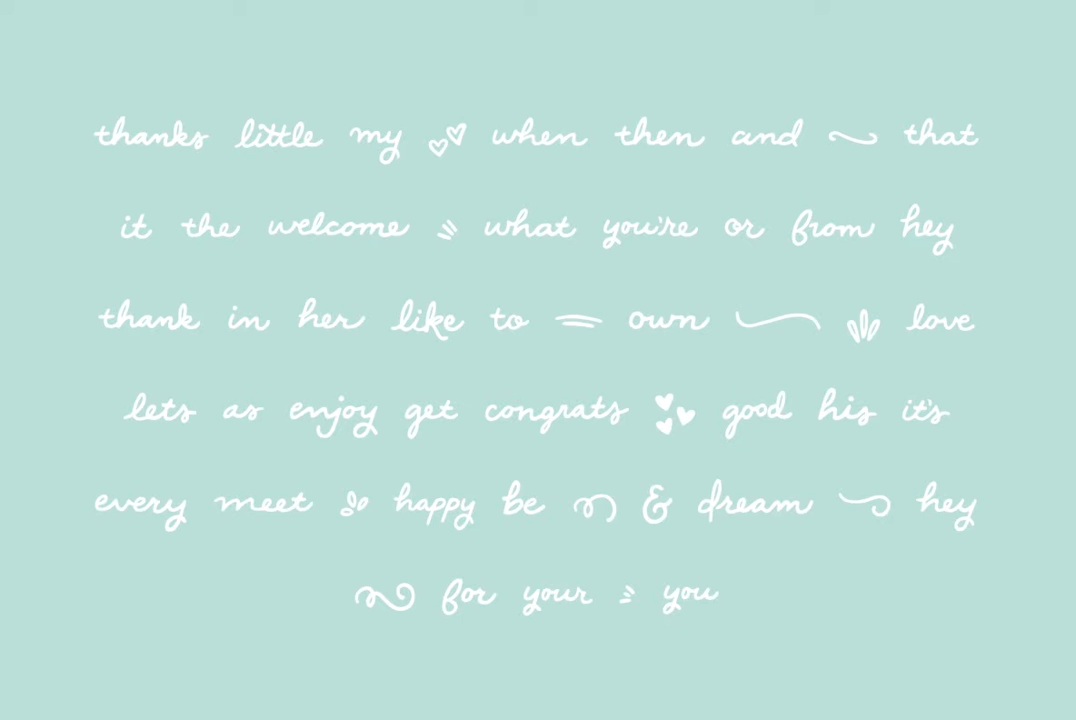 thanks little my when then and that
it the welcome what you're or from hey
thank in her like to own love
lets as enjoy get congrats good his it's
every meet happy be & dream hey
for your you